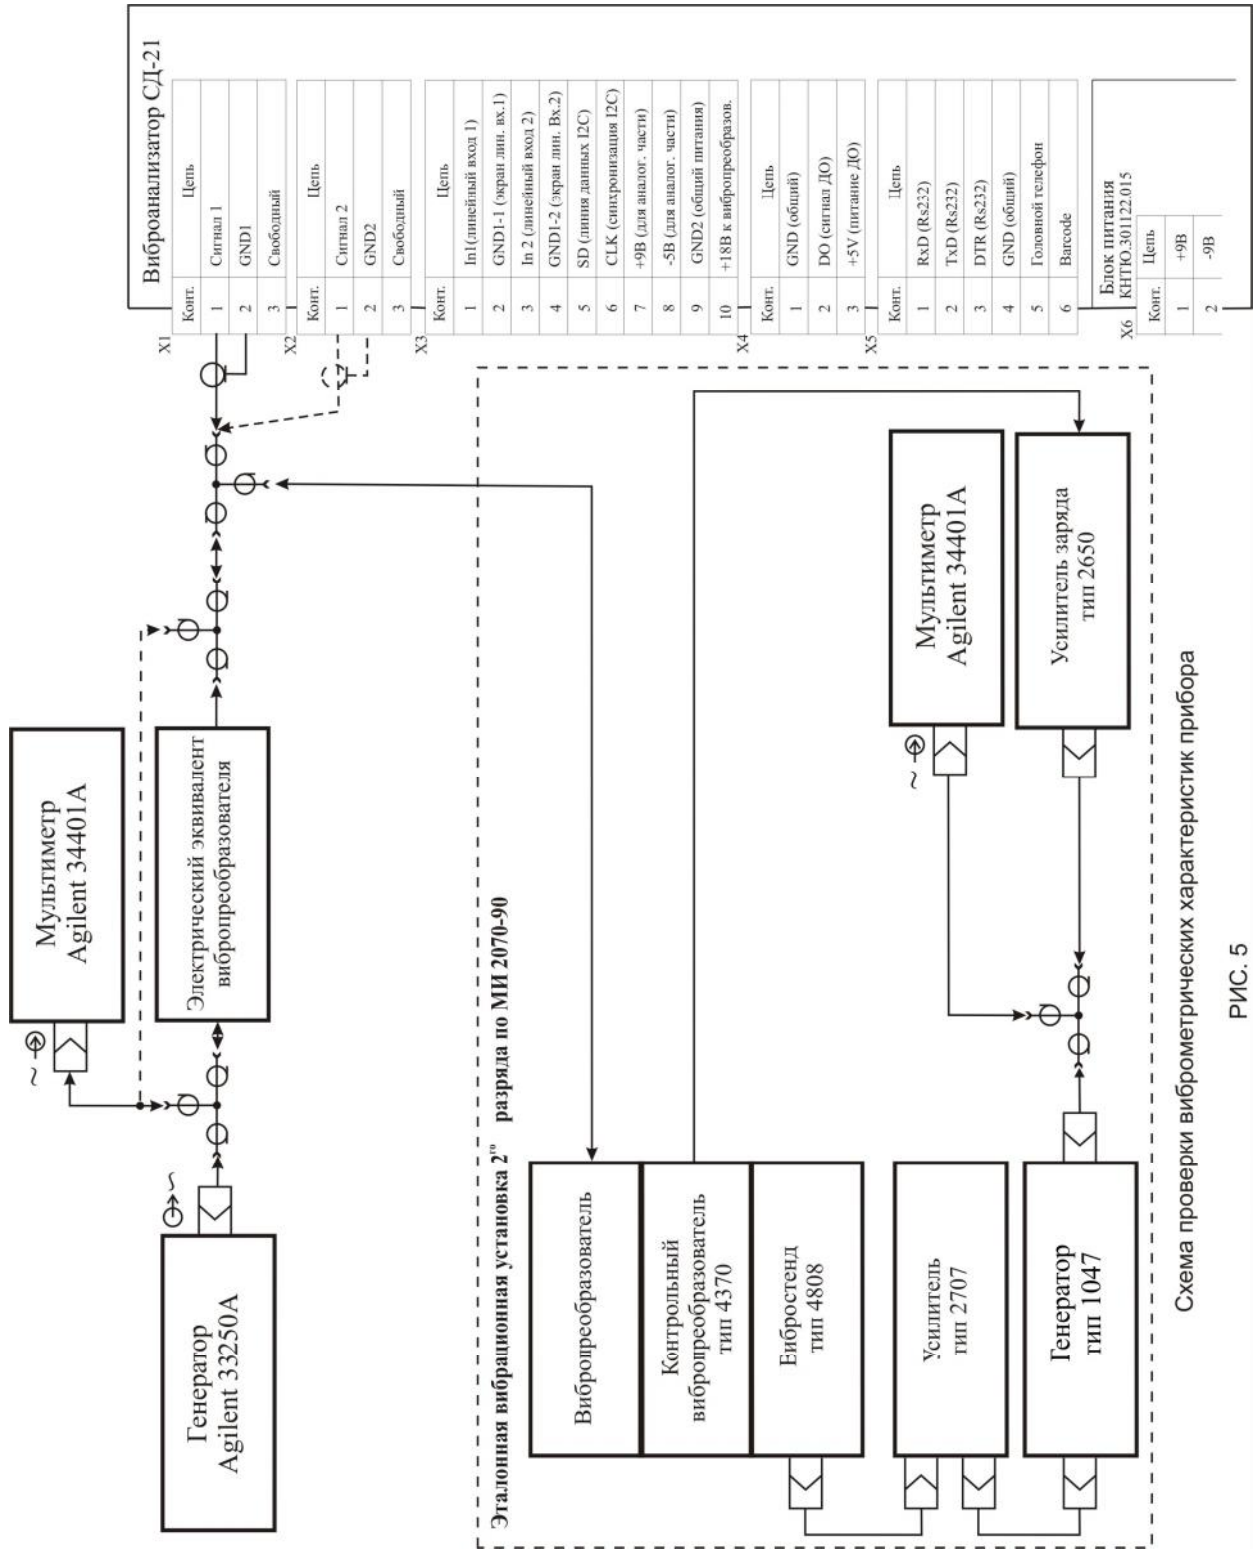 Виброанализатор СД-21
X1
Конт. Цепь
1 Сигнал 1
2 GND1
3 Свободный
X2
Конт. Цепь
1 Сигнал 2
2 GND2
3 Свободный
X3
Конт. Цепь
1 In1(линейный вход 1)
2 GND1-1 (экран лин. вх.1)
3 In 2 (линейный вход 2)
4 GND1-2 (экран лин. Вх.2)
5 SD (линия данных I2C)
6 CLK (синхронизация I2C)
7 +9В (для аналог. части)
8 -5В (для аналог. части)
9 GND2 (общий питания)
10 +18В к вибропреобразов.
X4
Конт. Цепь
1 GND (общий)
2 DO (сигнал ДО)
3 +5V (питание ДО)
X5
Конт. Цепь
1 RxD (Rs232)
2 TxD (Rs232)
3 DTR (Rs232)
4 GND (общий)
5 Головной телефон
6 Barcode
Блок питания
КНТЮ.301122.015
X6
Конт. Цепь
1 +9В
2 -9В
Мультиметр
Agilent 34401A
Электрический эквивалент
вибропреобразователя
Генератор
Agilent 33250A
Эталонная вибрационная установка 2го разряда по МИ 2070-90
Вибропреобразователь
Контрольный
вибропреобразователь
тип 4370
Еибростенд
тип 4808
Усилитель
гип 2707
Генератор
гип 1047
Мультиметр
Agilent 34401A
Усилитель заряда
тип 2650
Схема проверки виброметрических характеристик прибора
РИС. 5